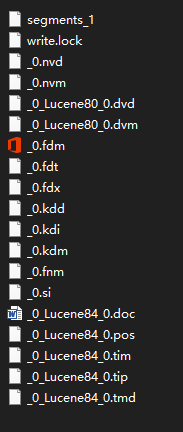 segments_1
write.lock
_0.nvd
_0.nvm
_0_Lucene80_0.dvd
_0_Lucene80_0.dvm
_0.fdm
_0.fdt
_0.fdx
_0.kdd
_0.kdi
_0.kdm
_0.fnm
_0.si
_0_Lucene84_0.doc
_0_Lucene84_0.pos
_0_Lucene84_0.tim
_0_Lucene84_0.tip
_0_Lucene84_0.tmd